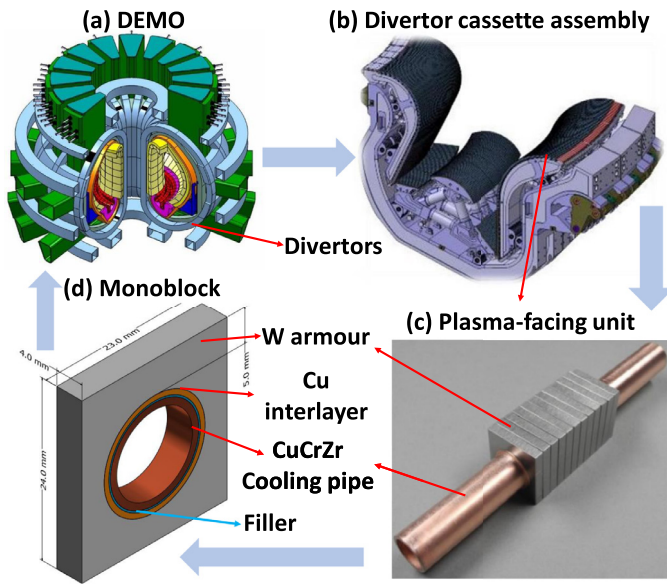 (a) DEMO
(b) Divertor cassette assembly
Divertors
(d) Monoblock
(c) Plasma-facing unit
23.0 mm
4.0 mm
5.0 mm
24.0 mm
W armour
Cu
interlayer
CuCrZr
Cooling pipe
Filler